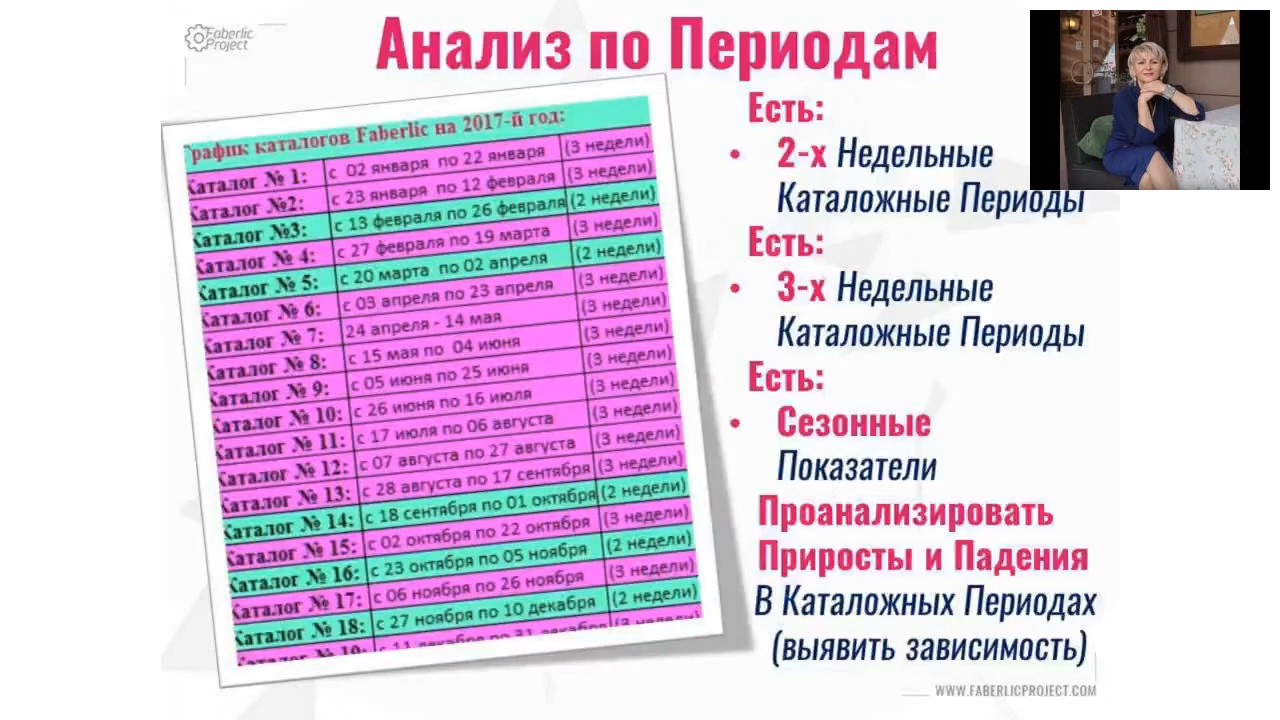 Faberlic
Project
Анализ по Периодам
График каталогов Faberlic на 2017-й год:
Каталог № 1: с 02 января по 22 января (3 недели)
Каталог №2: с 23 января по 12 февраля (3 недели)
Каталог №3: с 13 февраля по 26 февраля (2 недели)
Каталог № 4: с 27 февраля по 19 марта (3 недели)
Каталог № 5: с 20 марта по 02 апреля (2 недели)
Каталог № 6: с 03 апреля по 23 апреля (3 недели)
Каталог № 7: 24 апреля - 14 мая (3 недели)
Каталог № 8: с 15 мая по 04 июня (3 недели)
Каталог № 9: с 05 июня по 25 июня (3 недели)
Каталог № 10: с 26 июня по 16 июля (3 недели)
Каталог № 11: с 17 июля по 06 августа (3 недели)
Каталог № 12: с 07 августа по 27 августа (3 недели)
Каталог № 13: с 28 августа по 17 сентября (3 недели)
Каталог № 14: с 18 сентября по 01 октября (2 недели)
Каталог № 15: с 02 октября по 22 октября (3 недели)
Каталог № 16: с 23 октября по 05 ноября (2 недели)
Каталог № 17: с 06 ноября по 26 ноября (3 недели)
Каталог № 18: с 27 ноября по 10 декабря (2 недели)
Каталог № 19: с 11 декабря по 31 декабря (3 недели)
Есть:
• 2-х Недельные
Каталожные Периоды
Есть:
• 3-х Недельные
Каталожные Периоды
Есть:
• Сезонные
Показатели
Проанализировать
Приросты и Падения
В Каталожных Периодах
(выявить зависимость)
WWW.FABERLICPROJECT.COM